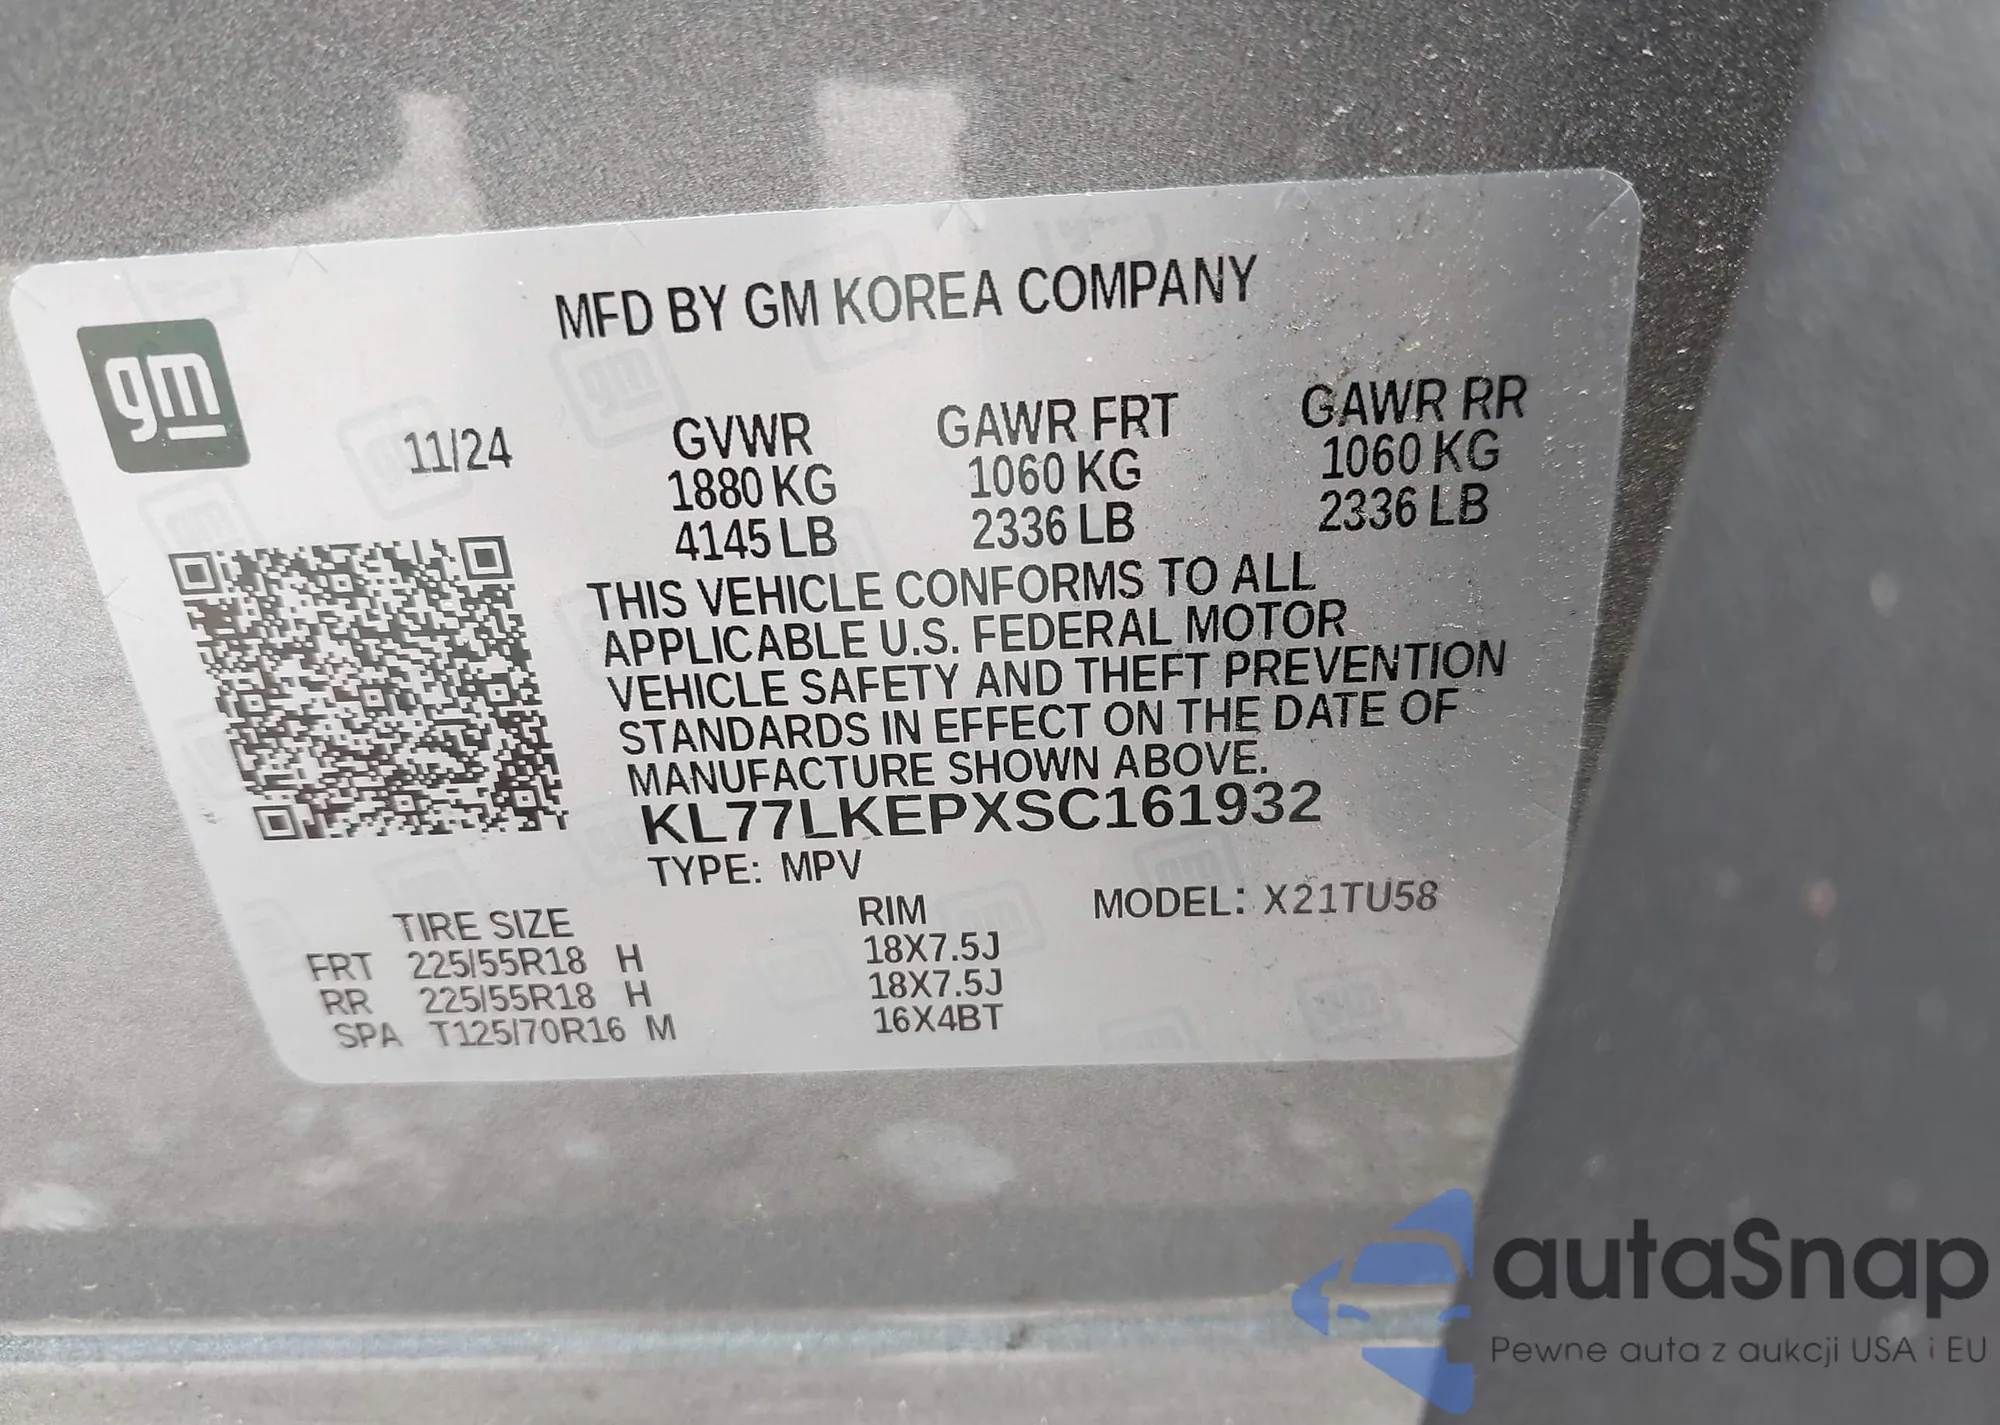 MFD BY GM KOREA COMPANY
gm
11/24
GVWR GAWR FRT GAWR RR
1880 KG 1060 KG 1060 KG
4145 LB 2336 LB 2336 LB
THIS VEHICLE CONFORMS TO ALL
APPLICABLE U.S. FEDERAL MOTOR
VEHICLE SAFETY AND THEFT PREVENTION
STANDARDS IN EFFECT ON THE DATE OF
MANUFACTURE SHOWN ABOVE.
KL77LKEPXSC161932
TYPE: MPV
TIRE SIZE RIM MODEL: X21TU58
FRT 225/55R18 H 18X7.5J
RR 225/55R18 H 18X7.5J
SPA T125/70R16 M 16X4BT
autaSnap
Pewne auta z aukcji USA i EU